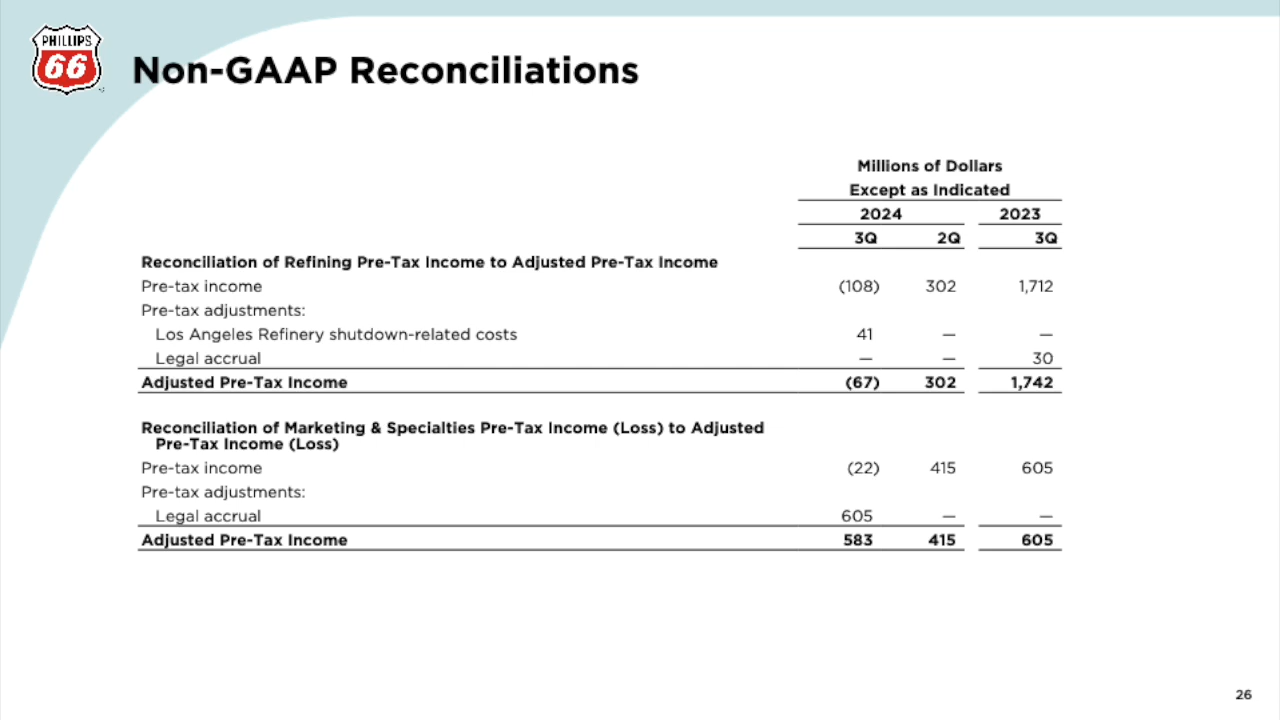 PHILLIPS
66
Non-GAAP Reconciliations
Millions of Dollars
Except as Indicated
2024 2023
3Q 2Q 3Q
Reconciliation of Refining Pre-Tax Income to Adjusted Pre-Tax Income
Pre-tax income (108) 302 1,712
Pre-tax adjustments:
Los Angeles Refinery shutdown-related costs 41 — —
Legal accrual — — 30
Adjusted Pre-Tax Income (67) 302 1,742
Reconciliation of Marketing & Specialties Pre-Tax Income (Loss) to Adjusted
Pre-Tax Income (Loss)
Pre-tax income (22) 415 605
Pre-tax adjustments:
Legal accrual 605 — —
Adjusted Pre-Tax Income 583 415 605
26